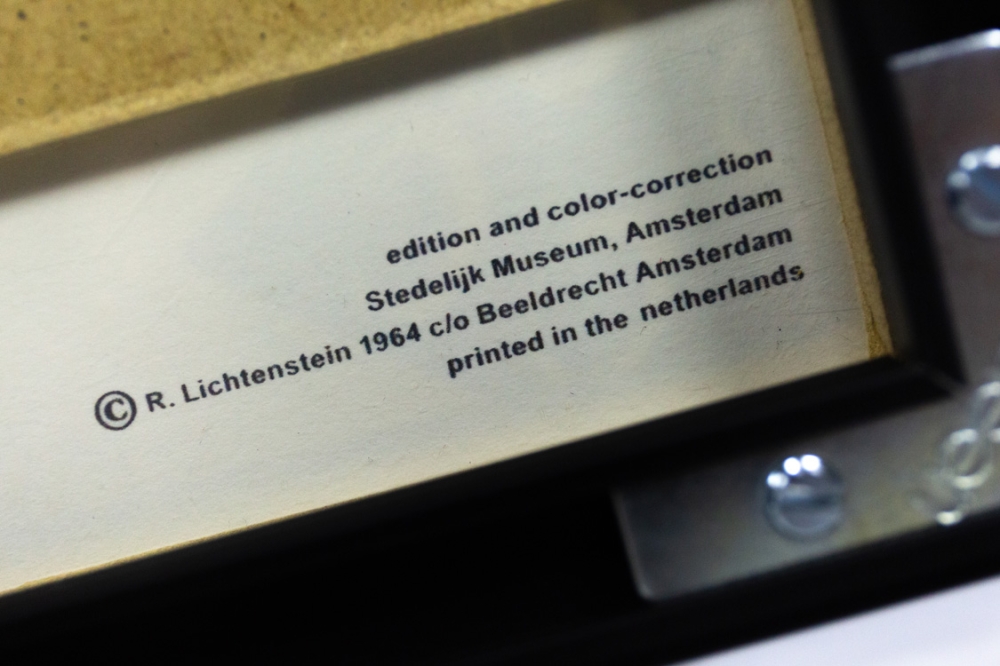 edition and color-correction
Stedelijk Museum, Amsterdam
© R. Lichtenstein 1964 c/o Beeldrecht Amsterdam
printed in the netherlands